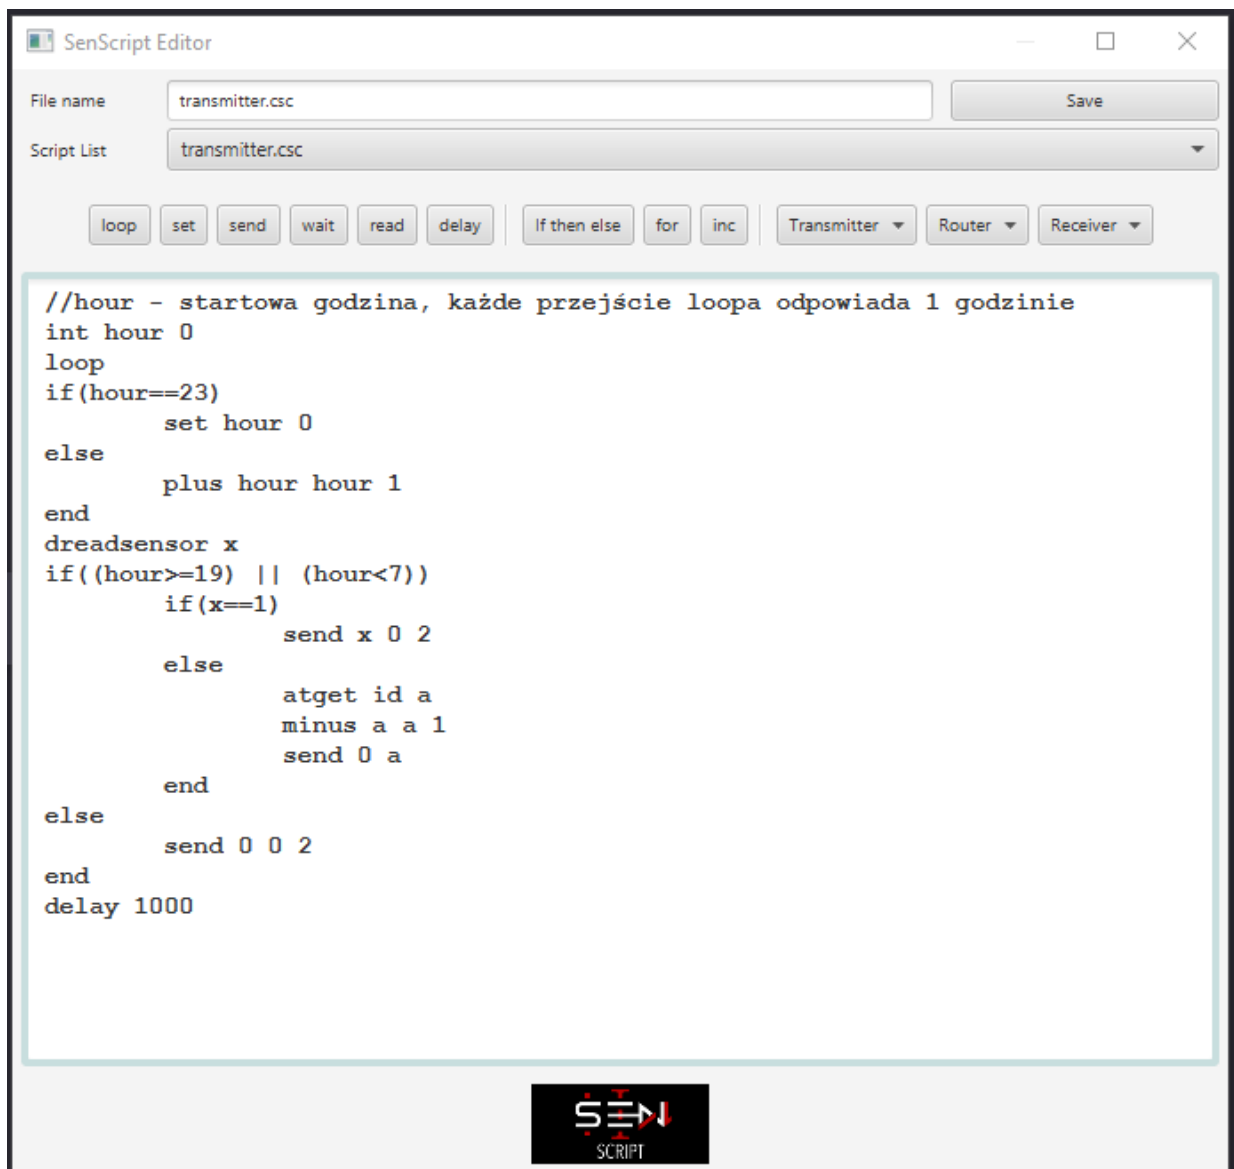 SenScript Editor
File name
transmitter.csc
Save
Script List
transmitter.csc
loop set send wait read delay If then else for inc Transmitter Router Receiver
//hour - startowa godzina, każde przejście loopa odpowiada 1 godzinie
int hour 0
loop
if(hour==23)
set hour 0
else
plus hour hour 1
end
dreadsensor x
if((hour>=19) || (hour<7))
if(x==1)
send x 0 2
else
atget id a
minus a a 1
send 0 a
end
else
send 0 0 2
end
delay 1000
SEN
SCRIPT